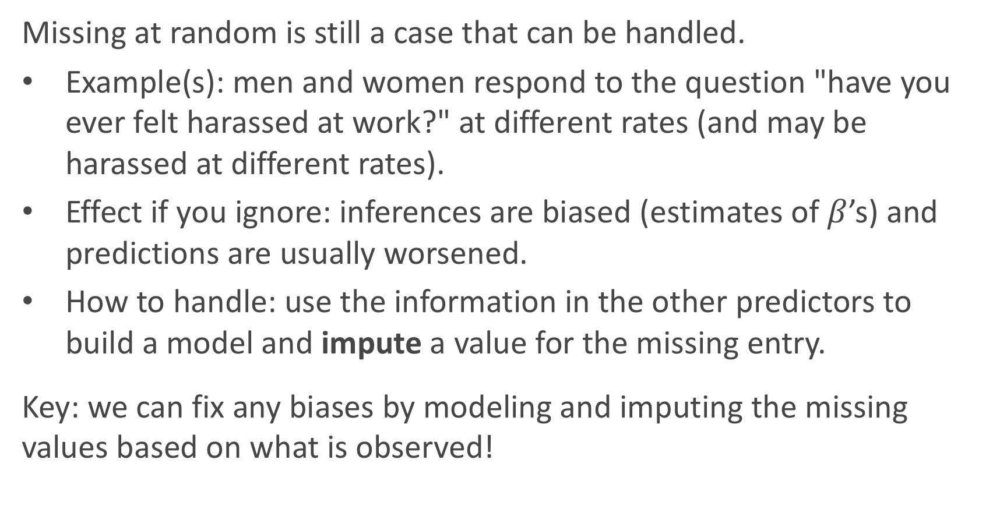 Missing at random is still a case that can be handled.
• Example(s): men and women respond to the question "have you
ever felt harassed at work?" at different rates (and may be
harassed at different rates).
• Effect if you ignore: inferences are biased (estimates of 𝛽’s) and
predictions are usually worsened.
• How to handle: use the information in the other predictors to
build a model and impute a value for the missing entry.
Key: we can fix any biases by modeling and imputing the missing
values based on what is observed!